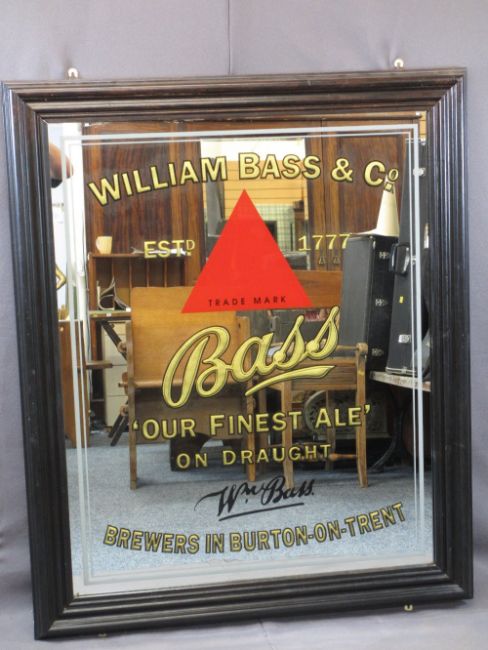 WILLIAM BASS & Co
ESTD 1777
TRADE MARK
Bass
'OUR FINEST ALE'
ON DRAUGHT
Wm Bass.
BREWERS IN BURTON-ON-TRENT